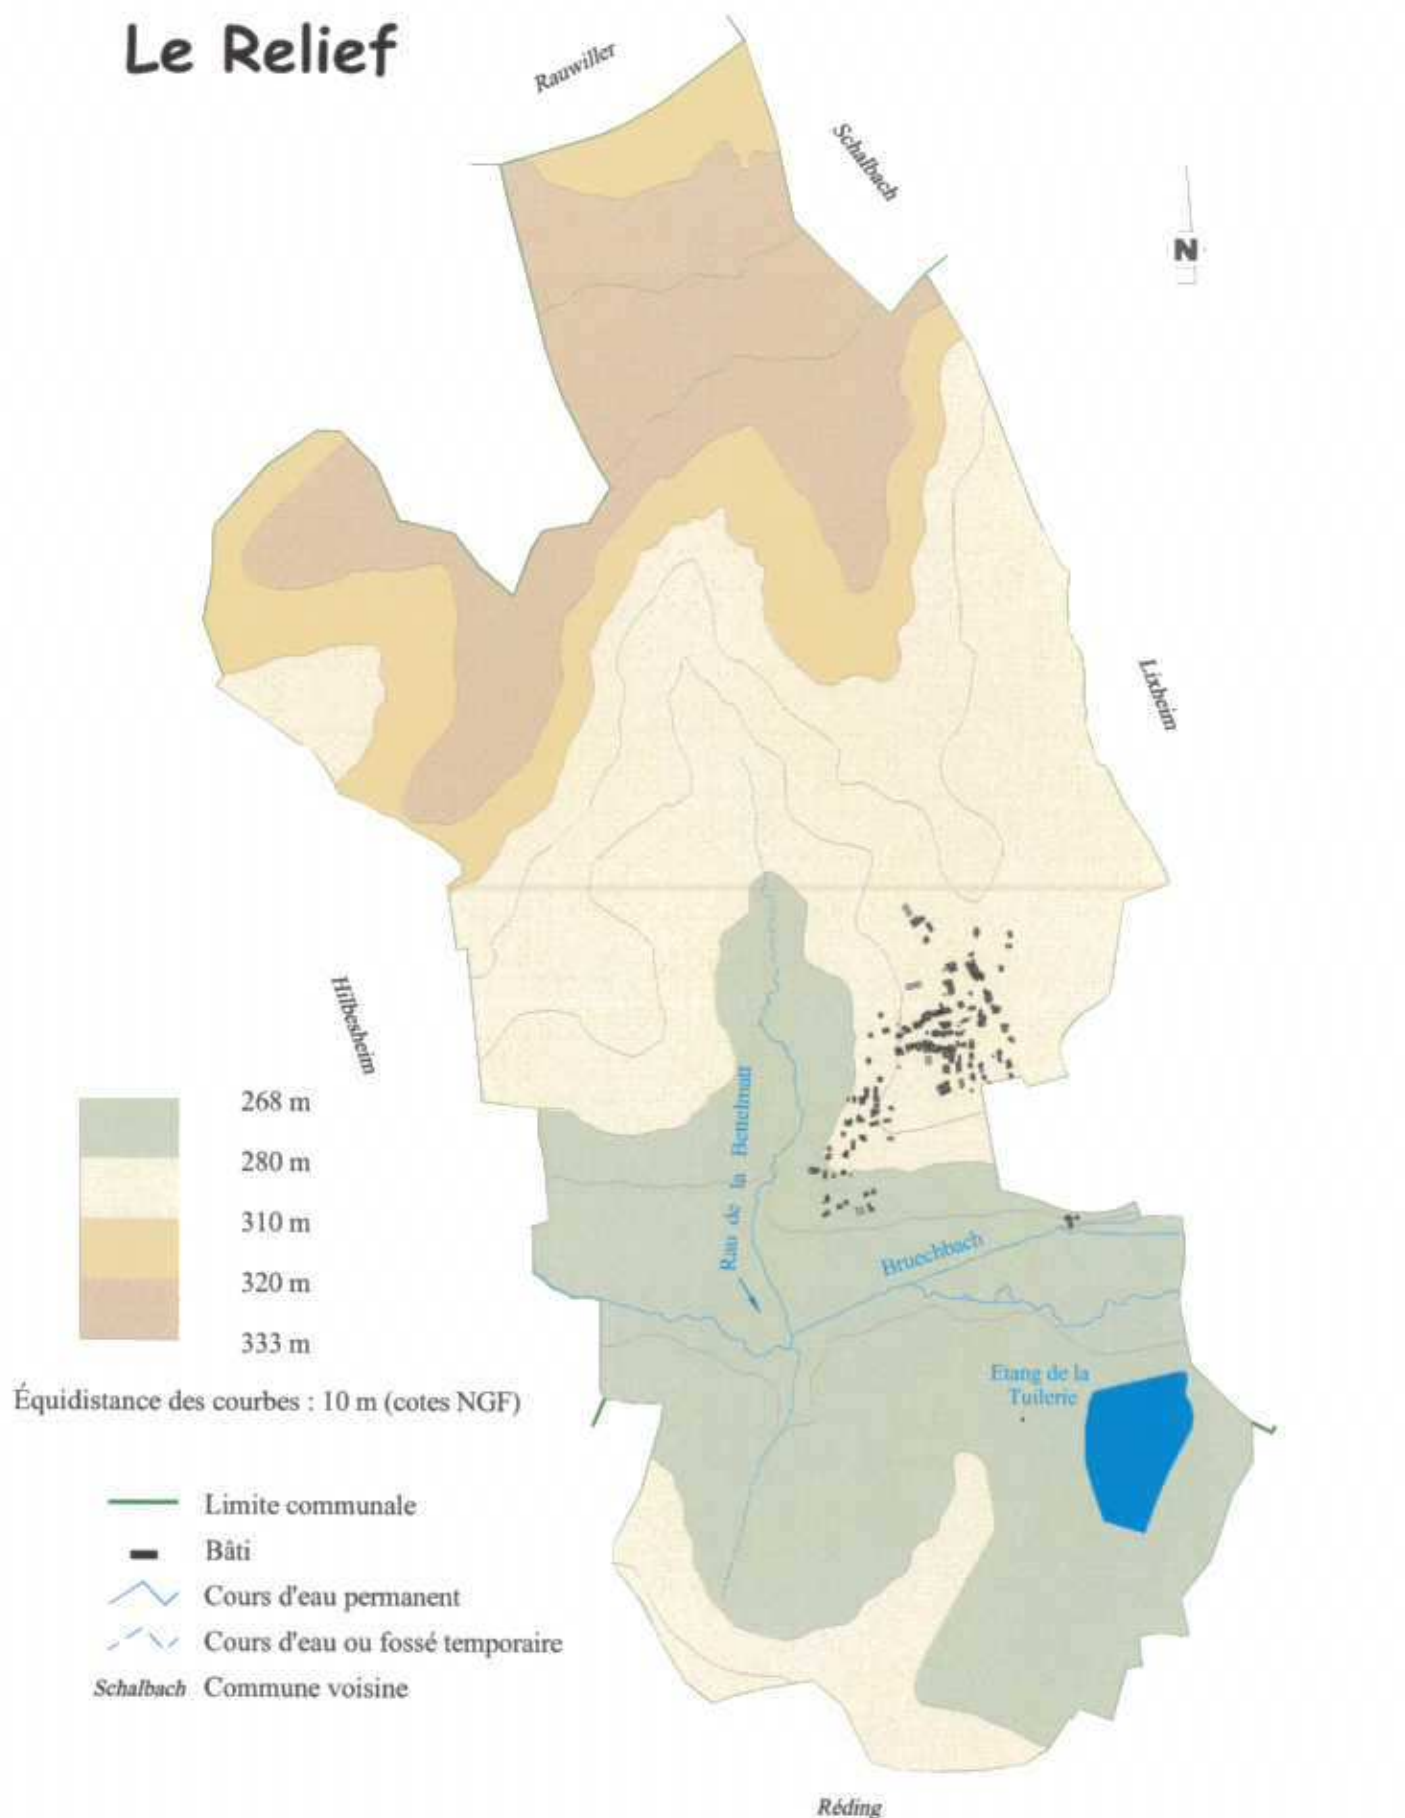 Le Relief
Rauwiller
Schalbach
N
Lixheim
Hilbesheim
268 m
280 m
310 m
320 m
333 m
Rau de la Bettelmatt
Bruechbach
Etang de la
Tuilerie
Équidistance des courbes : 10 m (cotes NGF)
Limite communale
Bâti
Cours d'eau permanent
Cours d'eau ou fossé temporaire
Schalbach Commune voisine
Réding